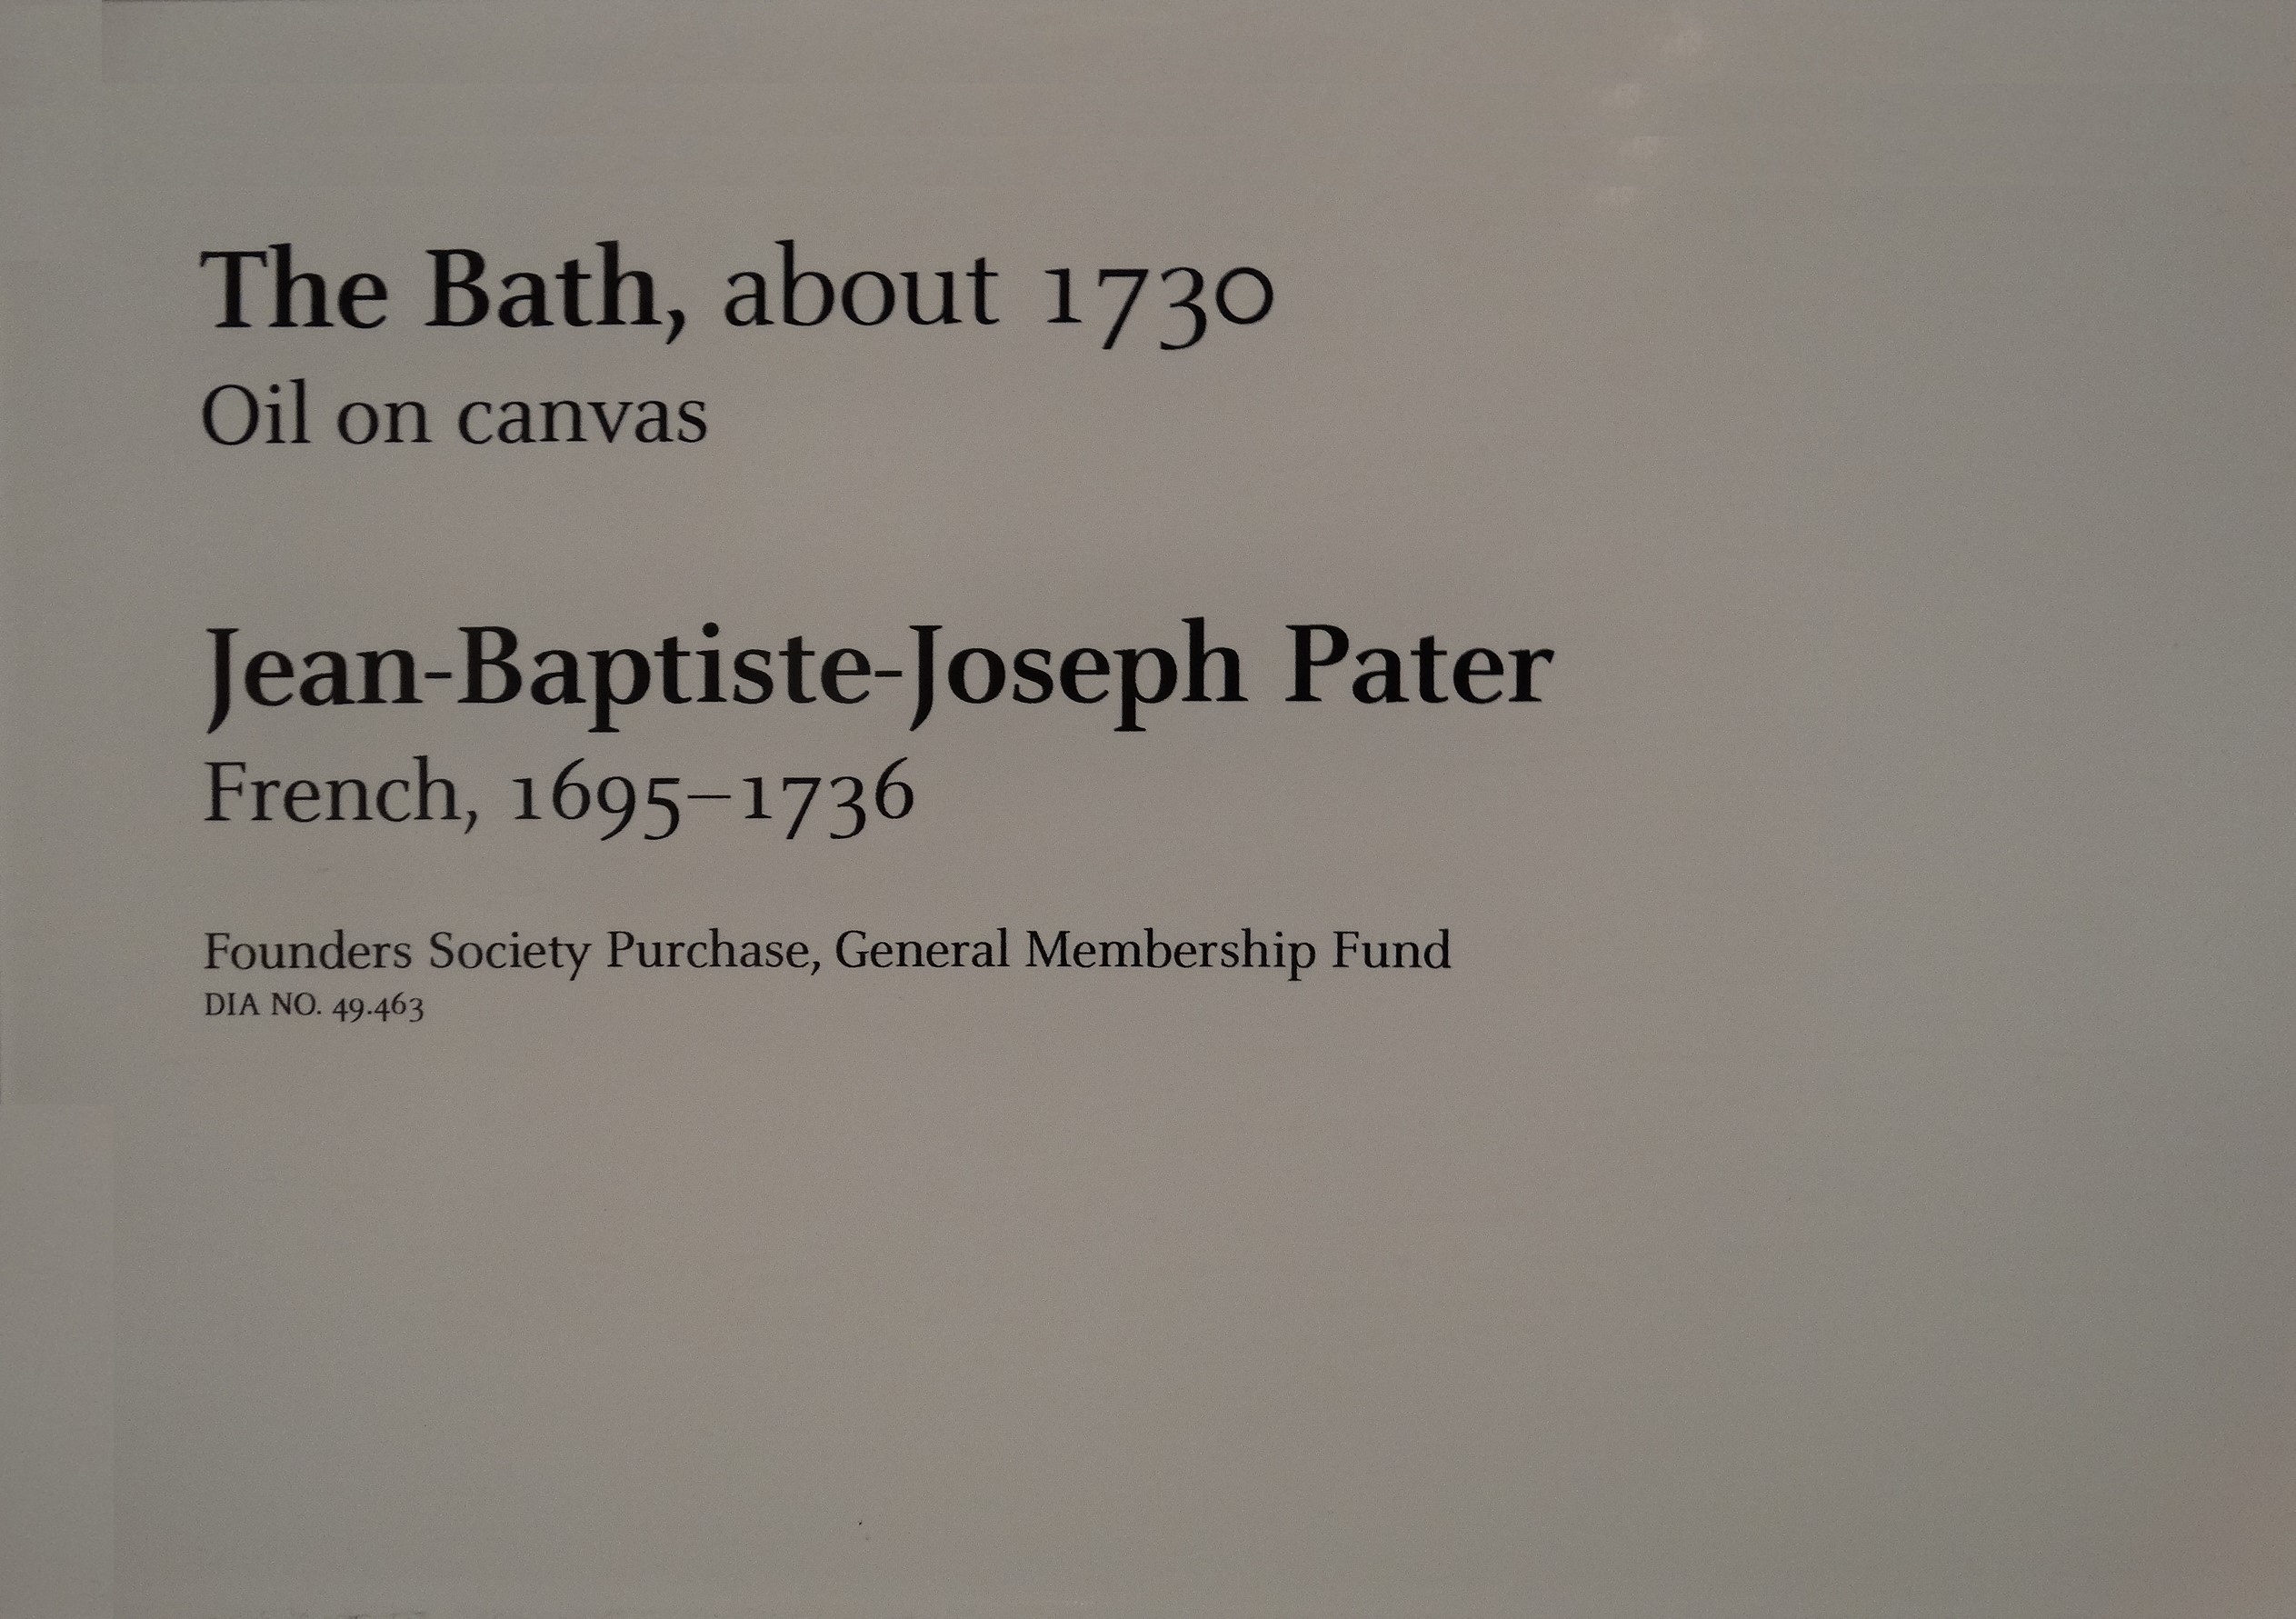 The Bath, about 1730
Oil on canvas
Jean-Baptiste-Joseph Pater
French, 1695–1736
Founders Society Purchase, General Membership Fund
DIA NO. 49.463